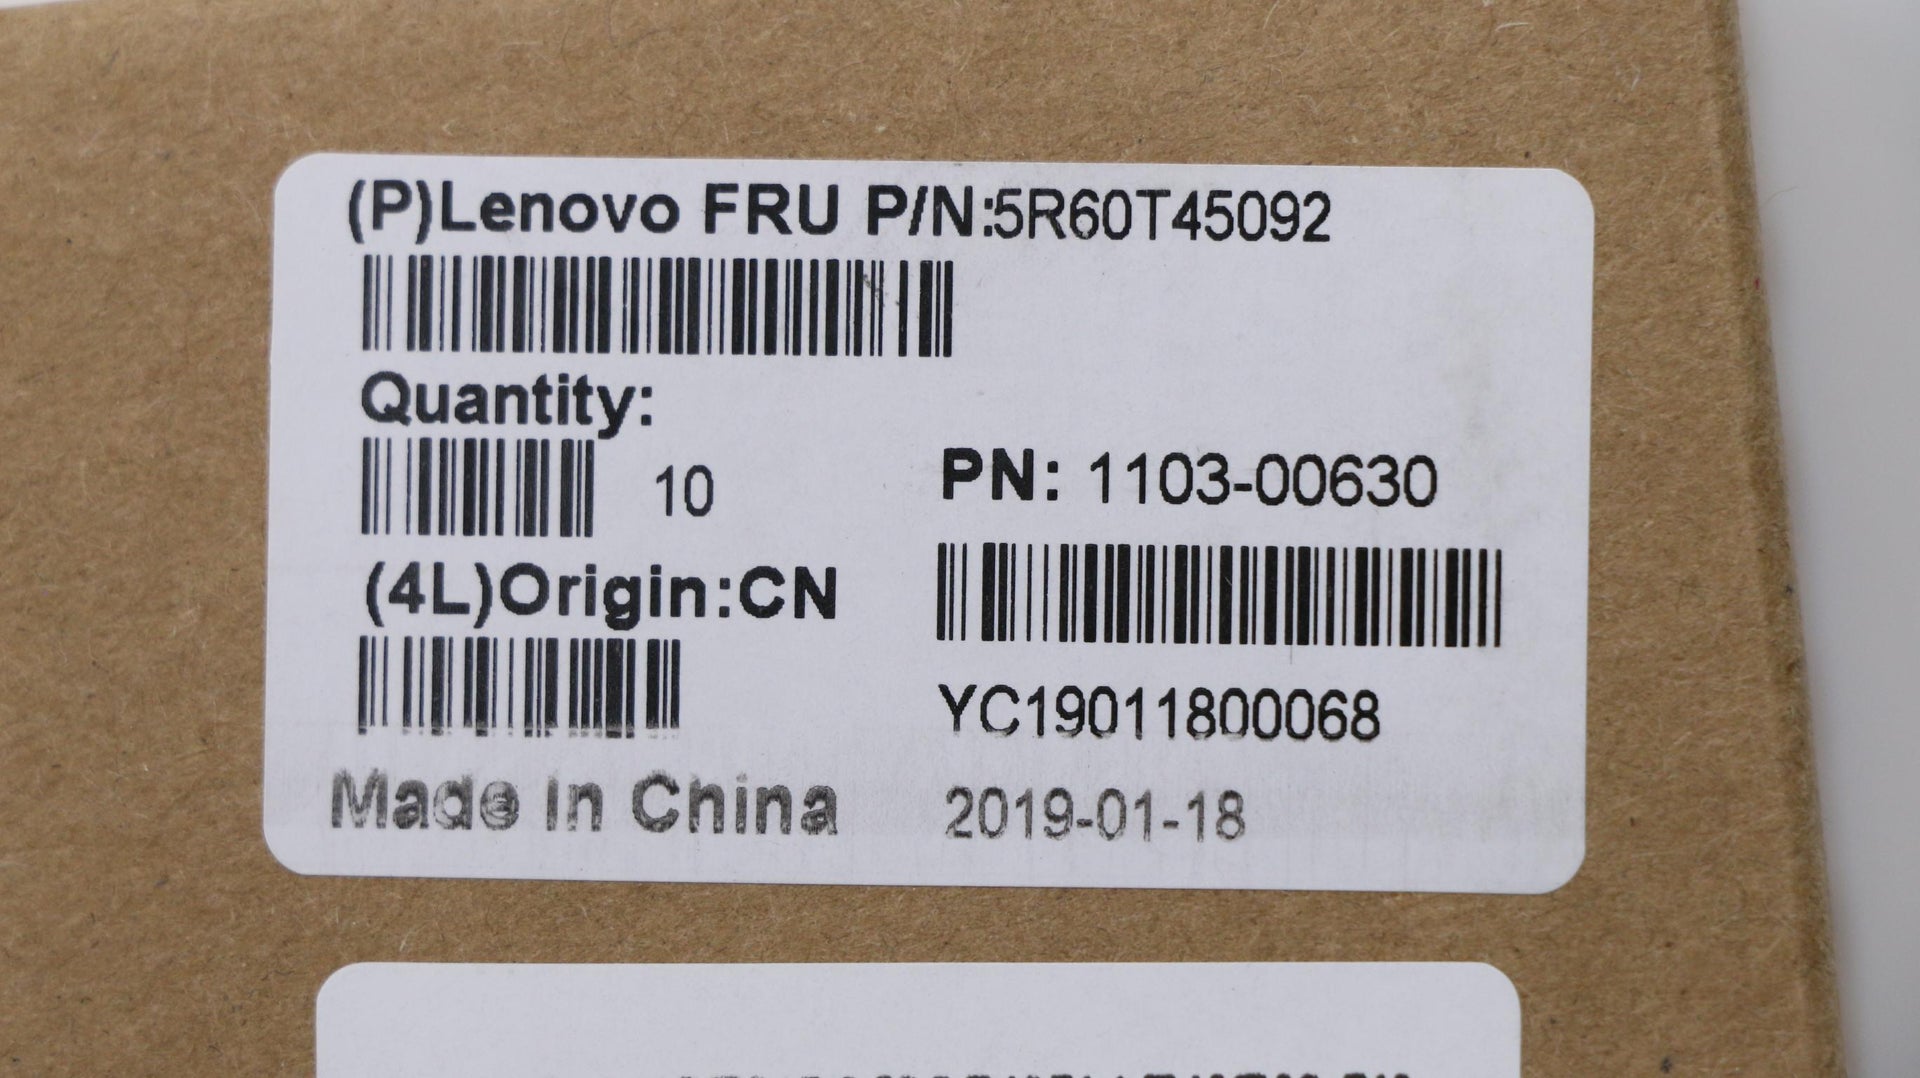 (P)Lenovo FRU P/N:5R60T45092
Quantity:
10
PN: 1103-00630
(4L)Origin:CN
YC19011800068
Made In China
2019-01-18